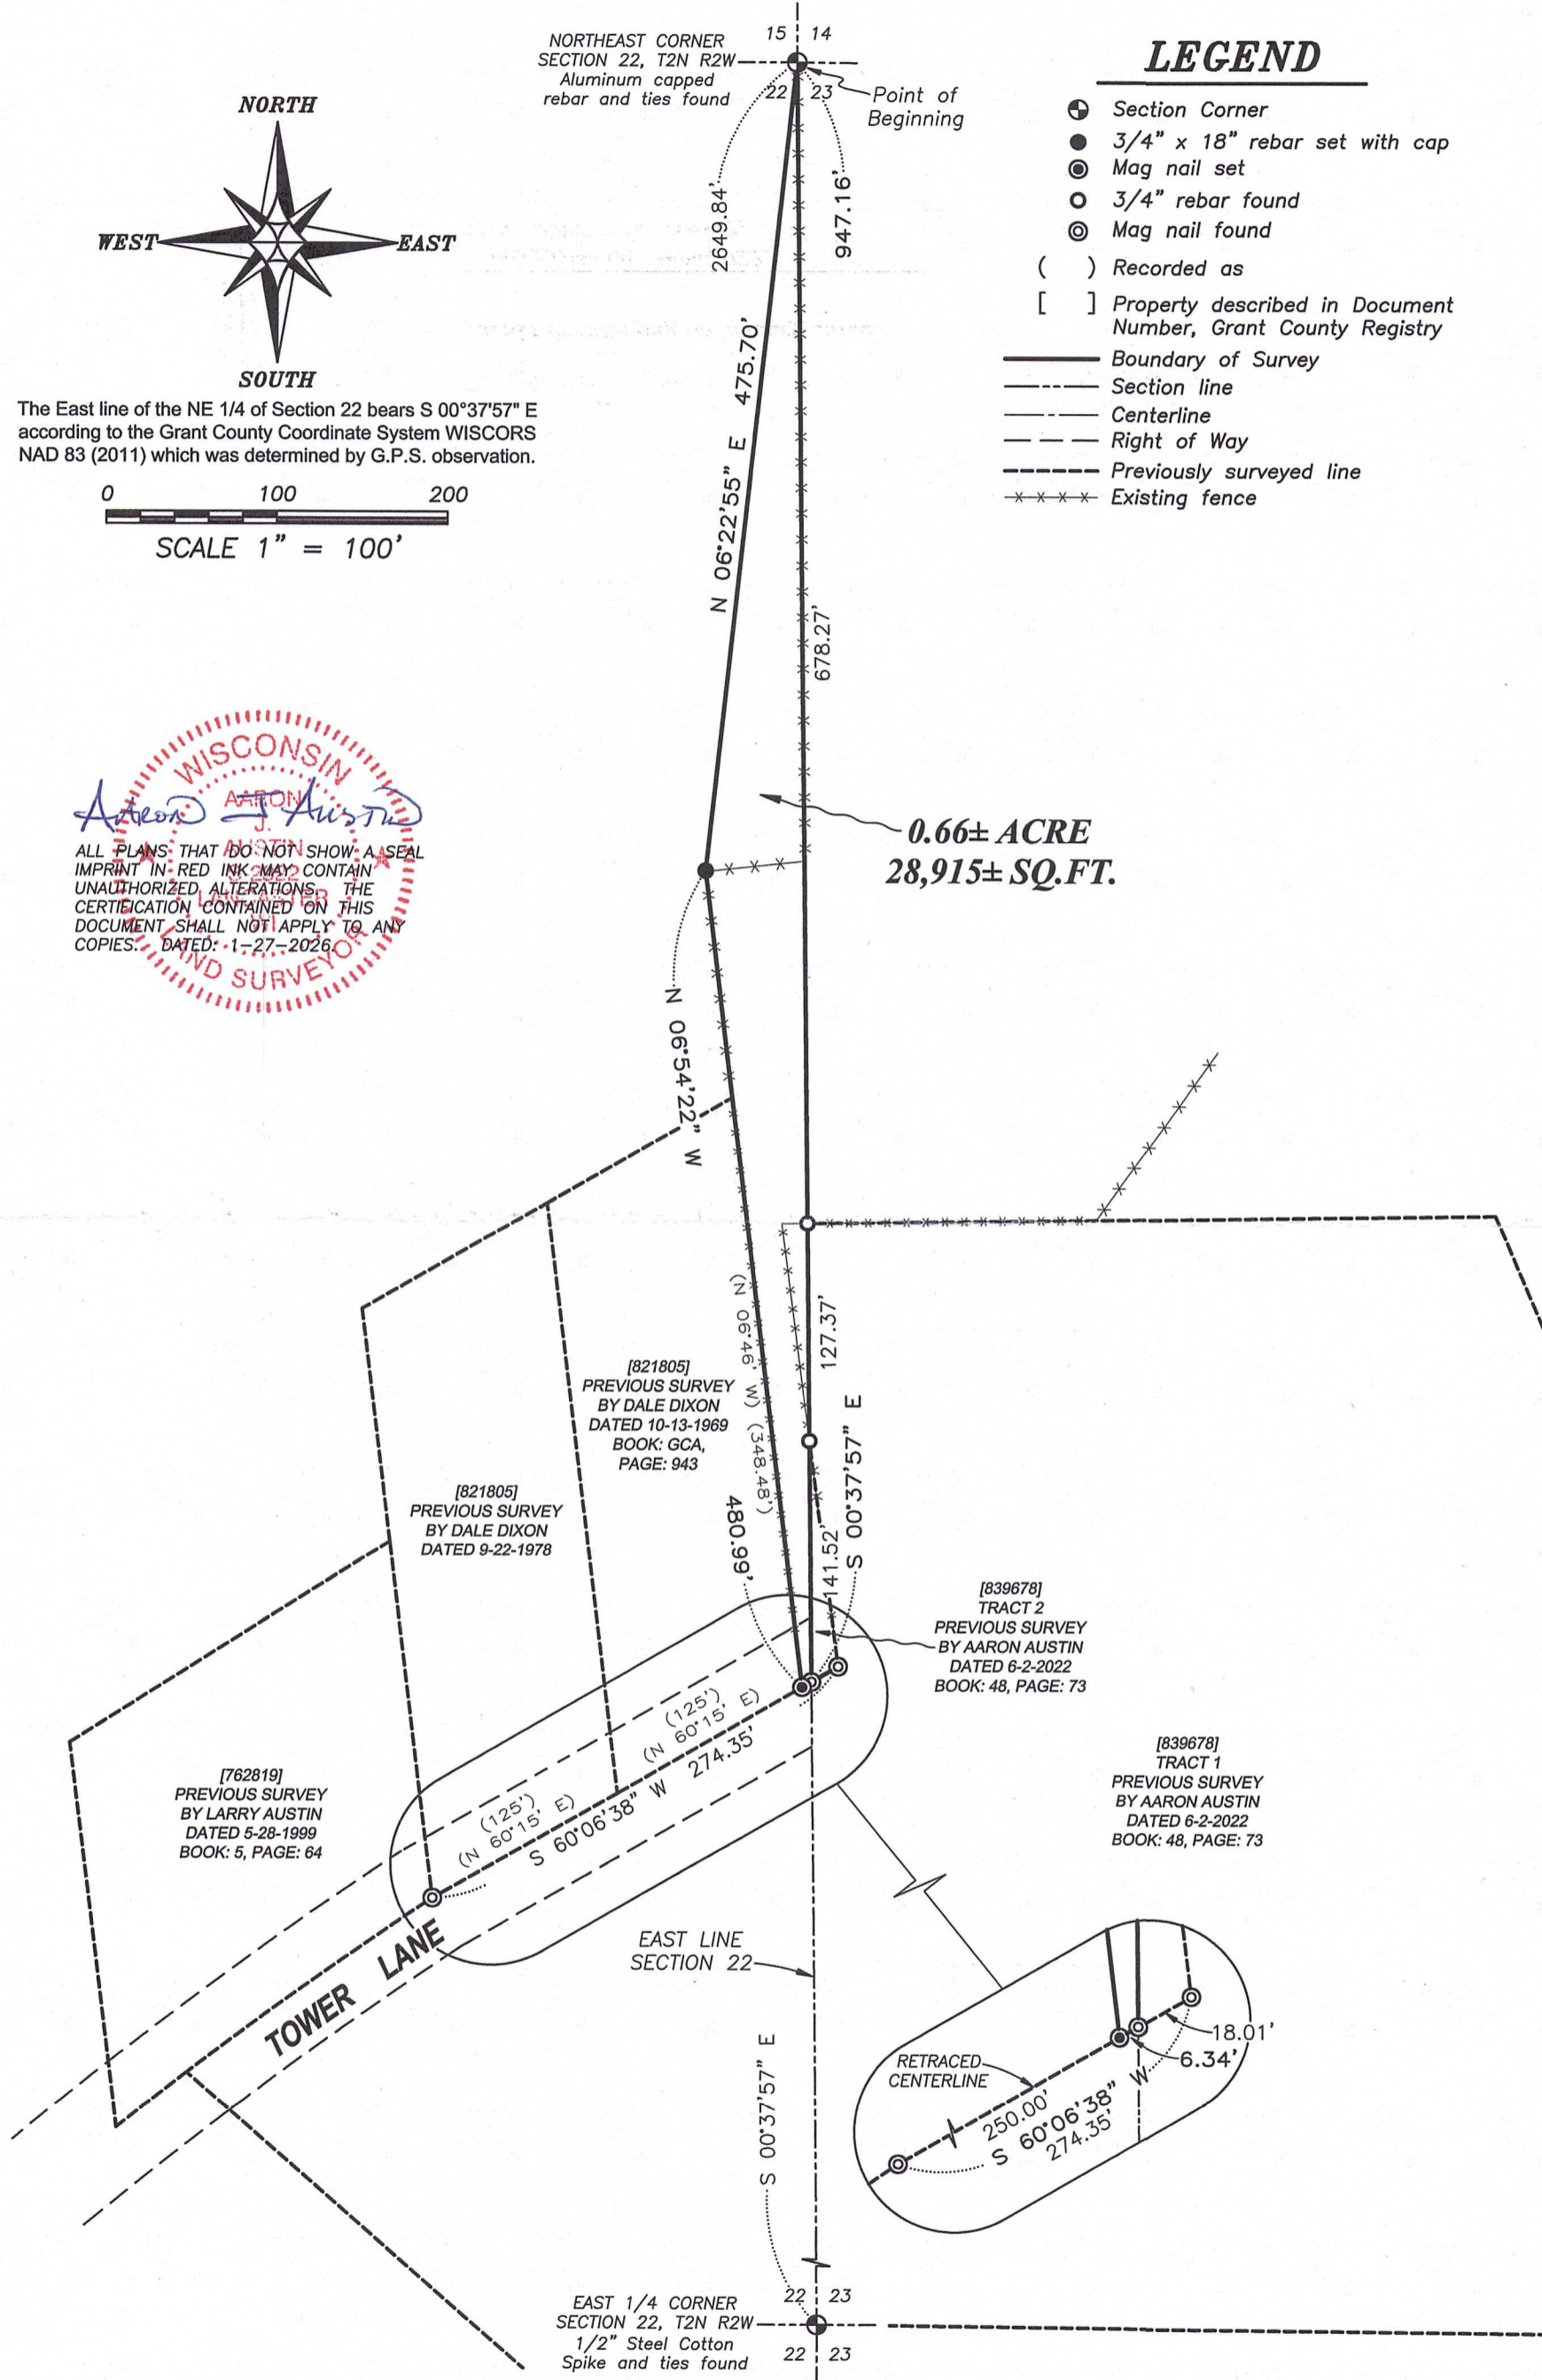 15 14
NORTHEAST CORNER
SECTION 22, T2N R2W
Aluminum capped
rebar and ties found
22 23
Point of
Beginning
LEGEND
Section Corner
3/4" x 18" rebar set with cap
Mag nail set
3/4" rebar found
Mag nail found
( ) Recorded as
[ ] Property described in Document
Number, Grant County Registry
Boundary of Survey
Section line
Centerline
Right of Way
Previously surveyed line
Existing fence
NORTH
WEST
EAST
SOUTH
The East line of the NE 1/4 of Section 22 bears S 00°37'57" E
according to the Grant County Coordinate System WISCORS
NAD 83 (2011) which was determined by G.P.S. observation.
0 100 200
SCALE 1" = 100'
2649.84'
947.16'
N 06°22'55" E 475.70'
678.27'
WISCONSIN
AARON
J.
AUSTIN
LANCASTER
WI
LAND SURVEYOR
Aaron J Austin
ALL PLANS THAT DO NOT SHOW A SEAL
IMPRINT IN RED INK MAY CONTAIN
UNAUTHORIZED ALTERATIONS. THE
CERTIFICATION CONTAINED ON THIS
DOCUMENT SHALL NOT APPLY TO ANY
COPIES. DATED: 1-27-2026
0.66± ACRE
28,915± SQ.FT.
N 06°54'22" W
(N 06°46' W) (348.48')
480.99'
127.37'
S 00°37'57" E
141.52'
[821805]
PREVIOUS SURVEY
BY DALE DIXON
DATED 10-13-1969
BOOK: GCA,
PAGE: 943
[821805]
PREVIOUS SURVEY
BY DALE DIXON
DATED 9-22-1978
[839678]
TRACT 2
PREVIOUS SURVEY
BY AARON AUSTIN
DATED 6-2-2022
BOOK: 48, PAGE: 73
[839678]
TRACT 1
PREVIOUS SURVEY
BY AARON AUSTIN
DATED 6-2-2022
BOOK: 48, PAGE: 73
[762819]
PREVIOUS SURVEY
BY LARRY AUSTIN
DATED 5-28-1999
BOOK: 5, PAGE: 64
(125')
(N 60°15' E)
(125')
(N 60°15' E)
S 60°06'38" W 274.35'
TOWER LANE
EAST LINE
SECTION 22
S 00°37'57" E
RETRACED
CENTERLINE
18.01'
6.34'
250.00'
S 60°06'38" W
274.35'
22 23
EAST 1/4 CORNER
SECTION 22, T2N R2W
1/2" Steel Cotton
Spike and ties found
22 23